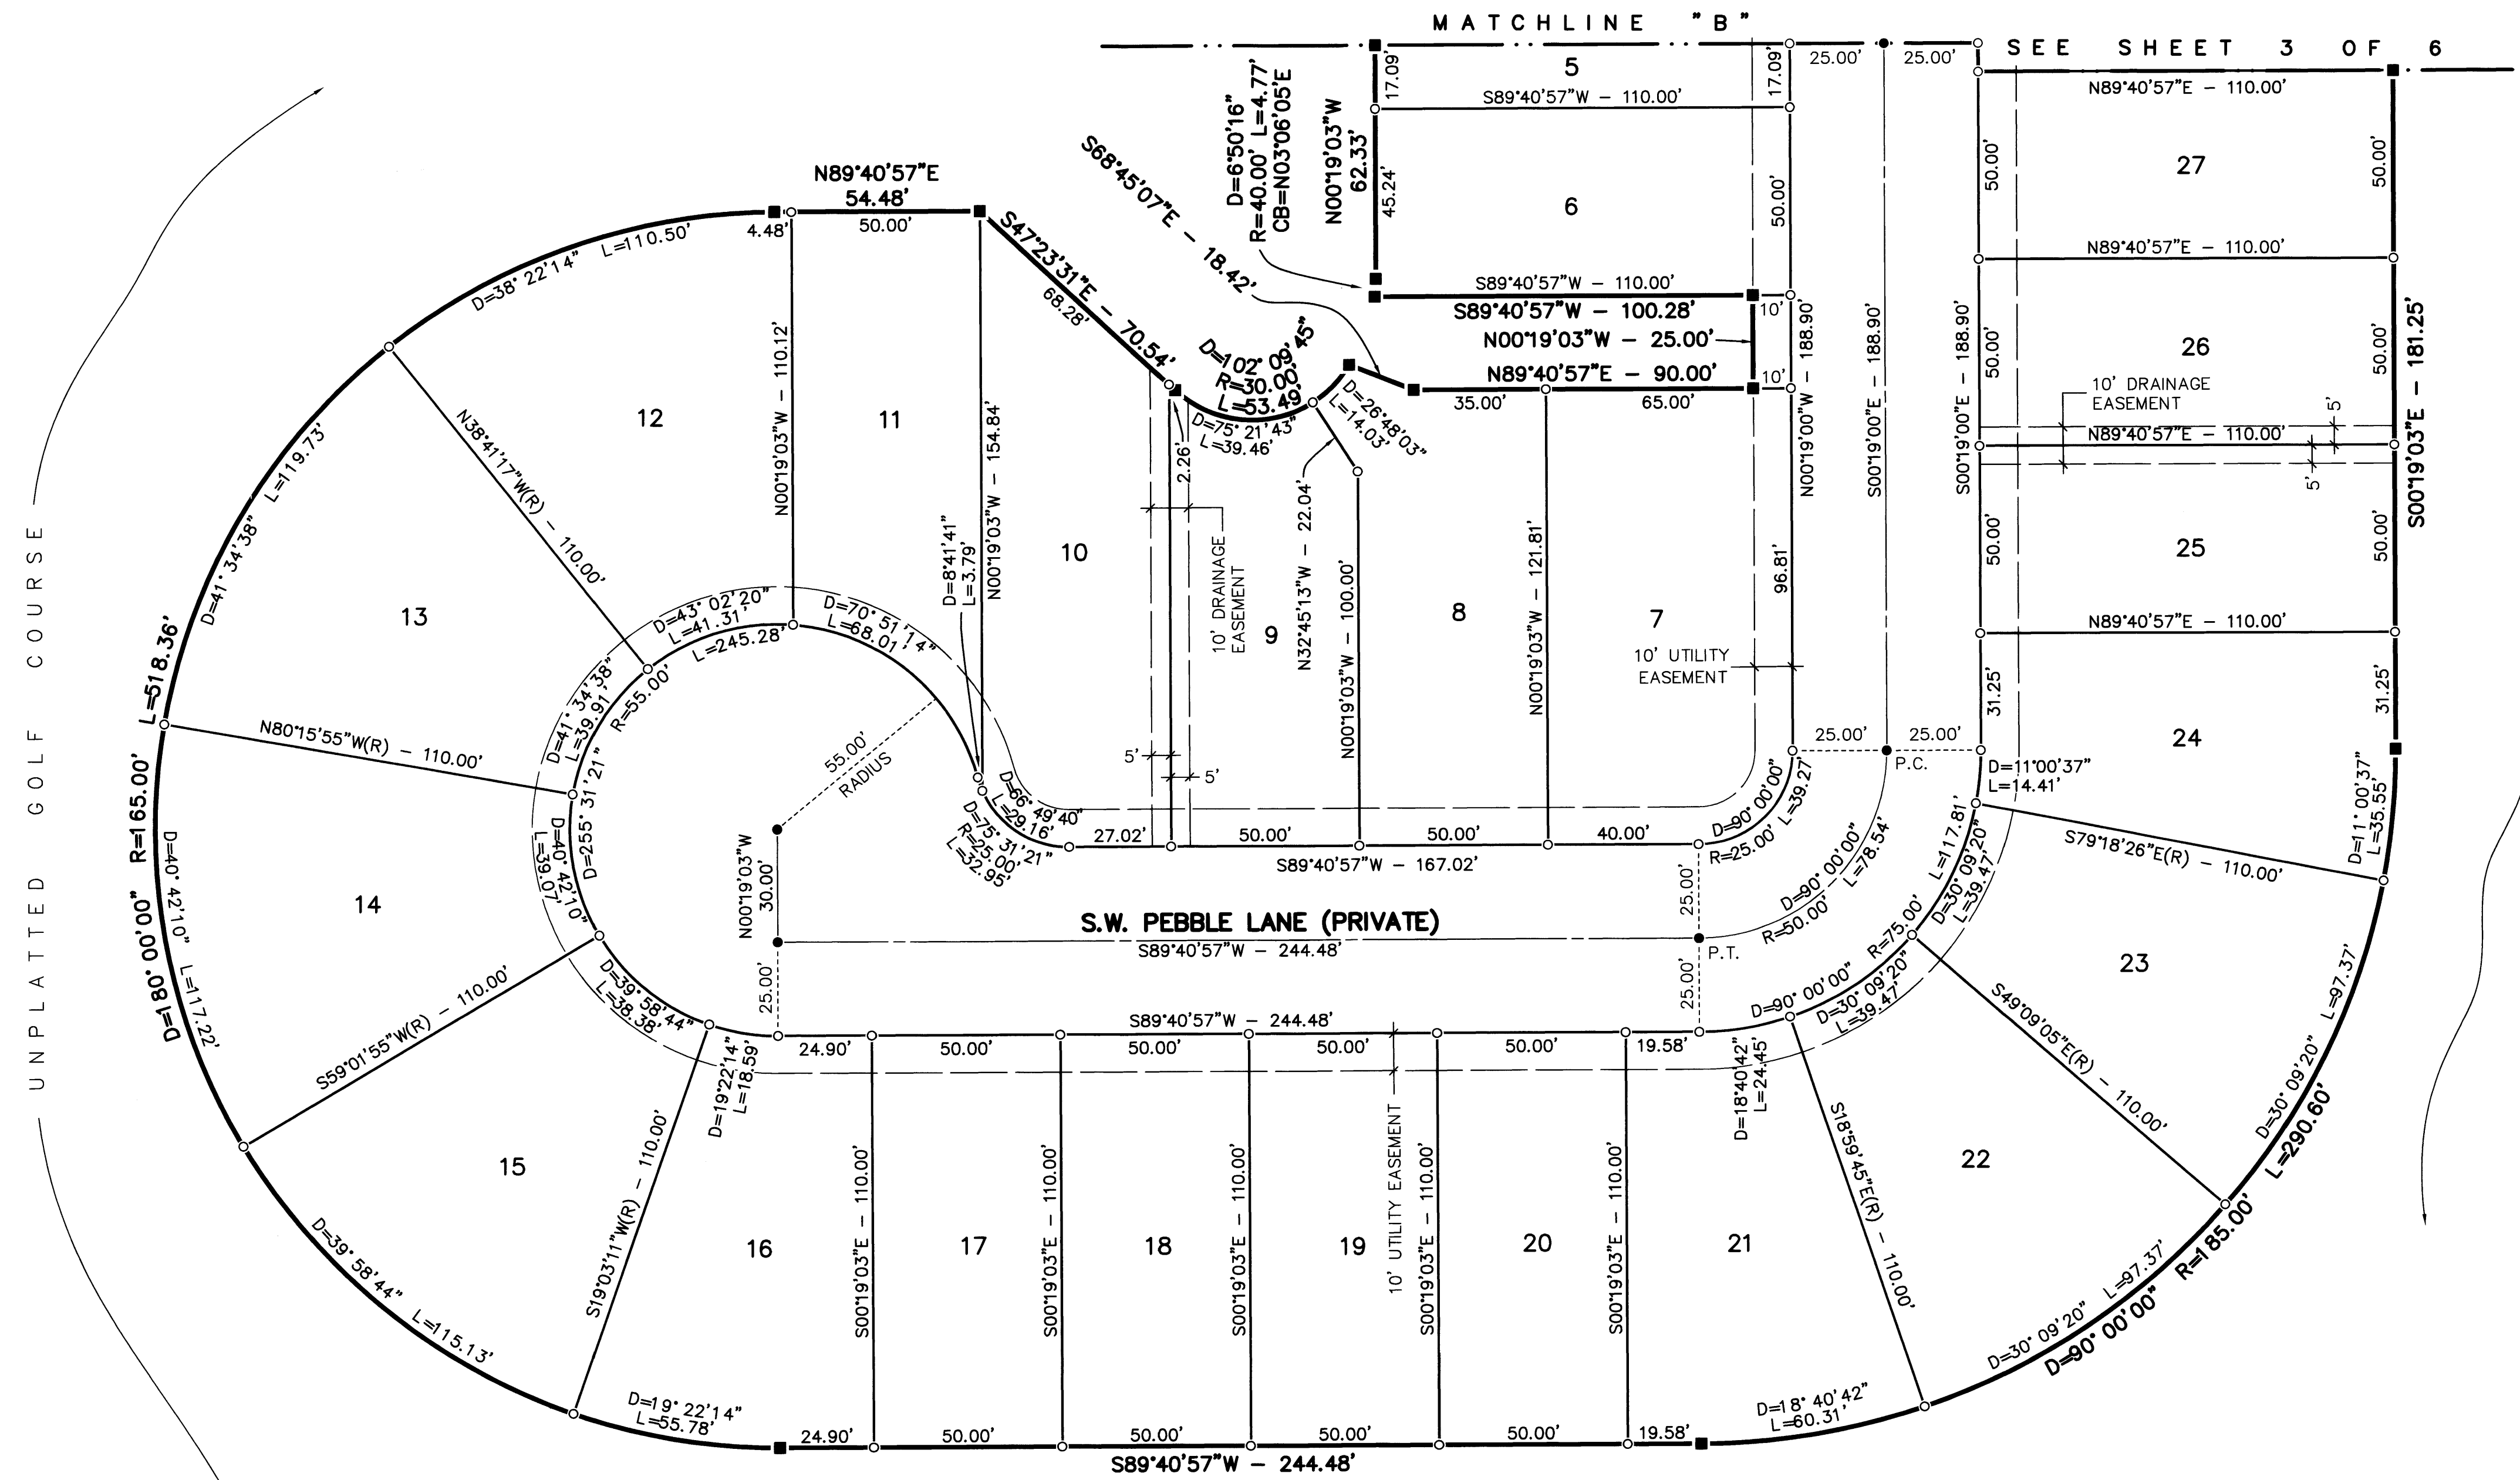 MATCHLINE "B"
SEE SHEET 3 OF 6
UNPLATTED GOLF COURSE
5
17.09'
17.09'
25.00'
25.00'
S89°40'57"W - 110.00'
D=6°50'16"
R=40.00' L=4.77'
CB=N03°06'05"E
N00°19'03"W
62.33'
45.24'
6
50.00'
S89°40'57"W - 110.00'
S89°40'57"W - 100.28'
10'
N00°19'03"W - 25.00'
N89°40'57"E - 90.00'
10'
35.00'
65.00'
S68°45'07"E - 18.42'
N89°40'57"E
54.48'
4.48'
50.00'
S47°23'31"E - 70.54'
68.28'
D=102°09'45"
R=30.00'
L=53.49'
D=75°21'43"
L=39.46'
D=26°48'03"
L=14.03'
2.26'
N32°45'13"W - 22.04'
N89°40'57"E - 110.00'
27
50.00'
50.00'
N89°40'57"E - 110.00'
26
50.00'
50.00'
10' DRAINAGE
EASEMENT
5'
N89°40'57"E - 110.00'
5'
25
50.00'
50.00'
N89°40'57"E - 110.00'
S00°19'03"E - 181.25'
N00°19'00"W - 188.90'
S00°19'00"E - 188.90'
S00°19'00"E - 188.90'
31.25'
31.25'
24
D=38°22'14"
L=110.50'
12
N00°19'03"W - 110.12'
11
N00°19'03"W - 154.84'
D=8°41'41"
L=3.79'
10
10' DRAINAGE
EASEMENT
9
N00°19'03"W - 100.00'
8
N00°19'03"W - 121.81'
7
96.81'
10' UTILITY
EASEMENT
N38°41'17"W(R) - 110.00'
D=41°34'38"
L=119.73'
13
L=518.36'
R=165.00'
D=180°00'00"
N80°15'55"W(R) - 110.00'
D=43°02'20"
L=41.31'
L=245.28'
D=70°51'14"
L=68.01'
D=41°34'38"
L=39.91'
R=55.00'
D=255°31'21"
55.00'
RADIUS
D=66°49'40"
L=29.16'
D=75°31'21"
R=25.00'
L=32.95'
5'
5'
27.02'
50.00'
50.00'
40.00'
S89°40'57"W - 167.02'
D=90°00'00"
L=39.27'
R=25.00'
25.00'
25.00'
P.C.
D=11°00'37"
L=14.41'
D=11°00'37"
L=35.55'
S79°18'26"E(R) - 110.00'
D=90°00'00"
L=78.54'
R=50.00'
L=117.81'
R=75.00'
D=90°00'00"
D=30°09'20"
L=39.47'
D=30°09'20"
L=39.47'
D=40°42'10"
L=117.22'
14
D=40°42'10"
L=39.07'
N00°19'03"W
30.00'
25.00'
S.W. PEBBLE LANE (PRIVATE)
S89°40'57"W - 244.48'
25.00'
25.00'
P.T.
23
L=97.37'
D=30°09'20"
S49°09'05"E(R) - 110.00'
S59°01'55"W(R) - 110.00'
D=39°58'44"
L=38.38'
D=19°22'14"
L=18.59'
S89°40'57"W - 244.48'
24.90'
50.00'
50.00'
50.00'
50.00'
19.58'
D=18°40'42"
L=24.45'
15
S19°03'11"W(R) - 110.00'
16
S00°19'03"E - 110.00'
17
S00°19'03"E - 110.00'
18
S00°19'03"E - 110.00'
19
10' UTILITY EASEMENT
S00°19'03"E - 110.00'
20
S00°19'03"E - 110.00'
21
S18°59'45"E(R) - 110.00'
22
L=290.60'
R=185.00'
D=90°00'00"
D=30°09'20"
L=97.37'
D=39°58'44"
L=115.13'
D=19°22'14"
L=55.78'
24.90'
50.00'
50.00'
50.00'
50.00'
19.58'
D=18°40'42"
L=60.31'
S89°40'57"W - 244.48'